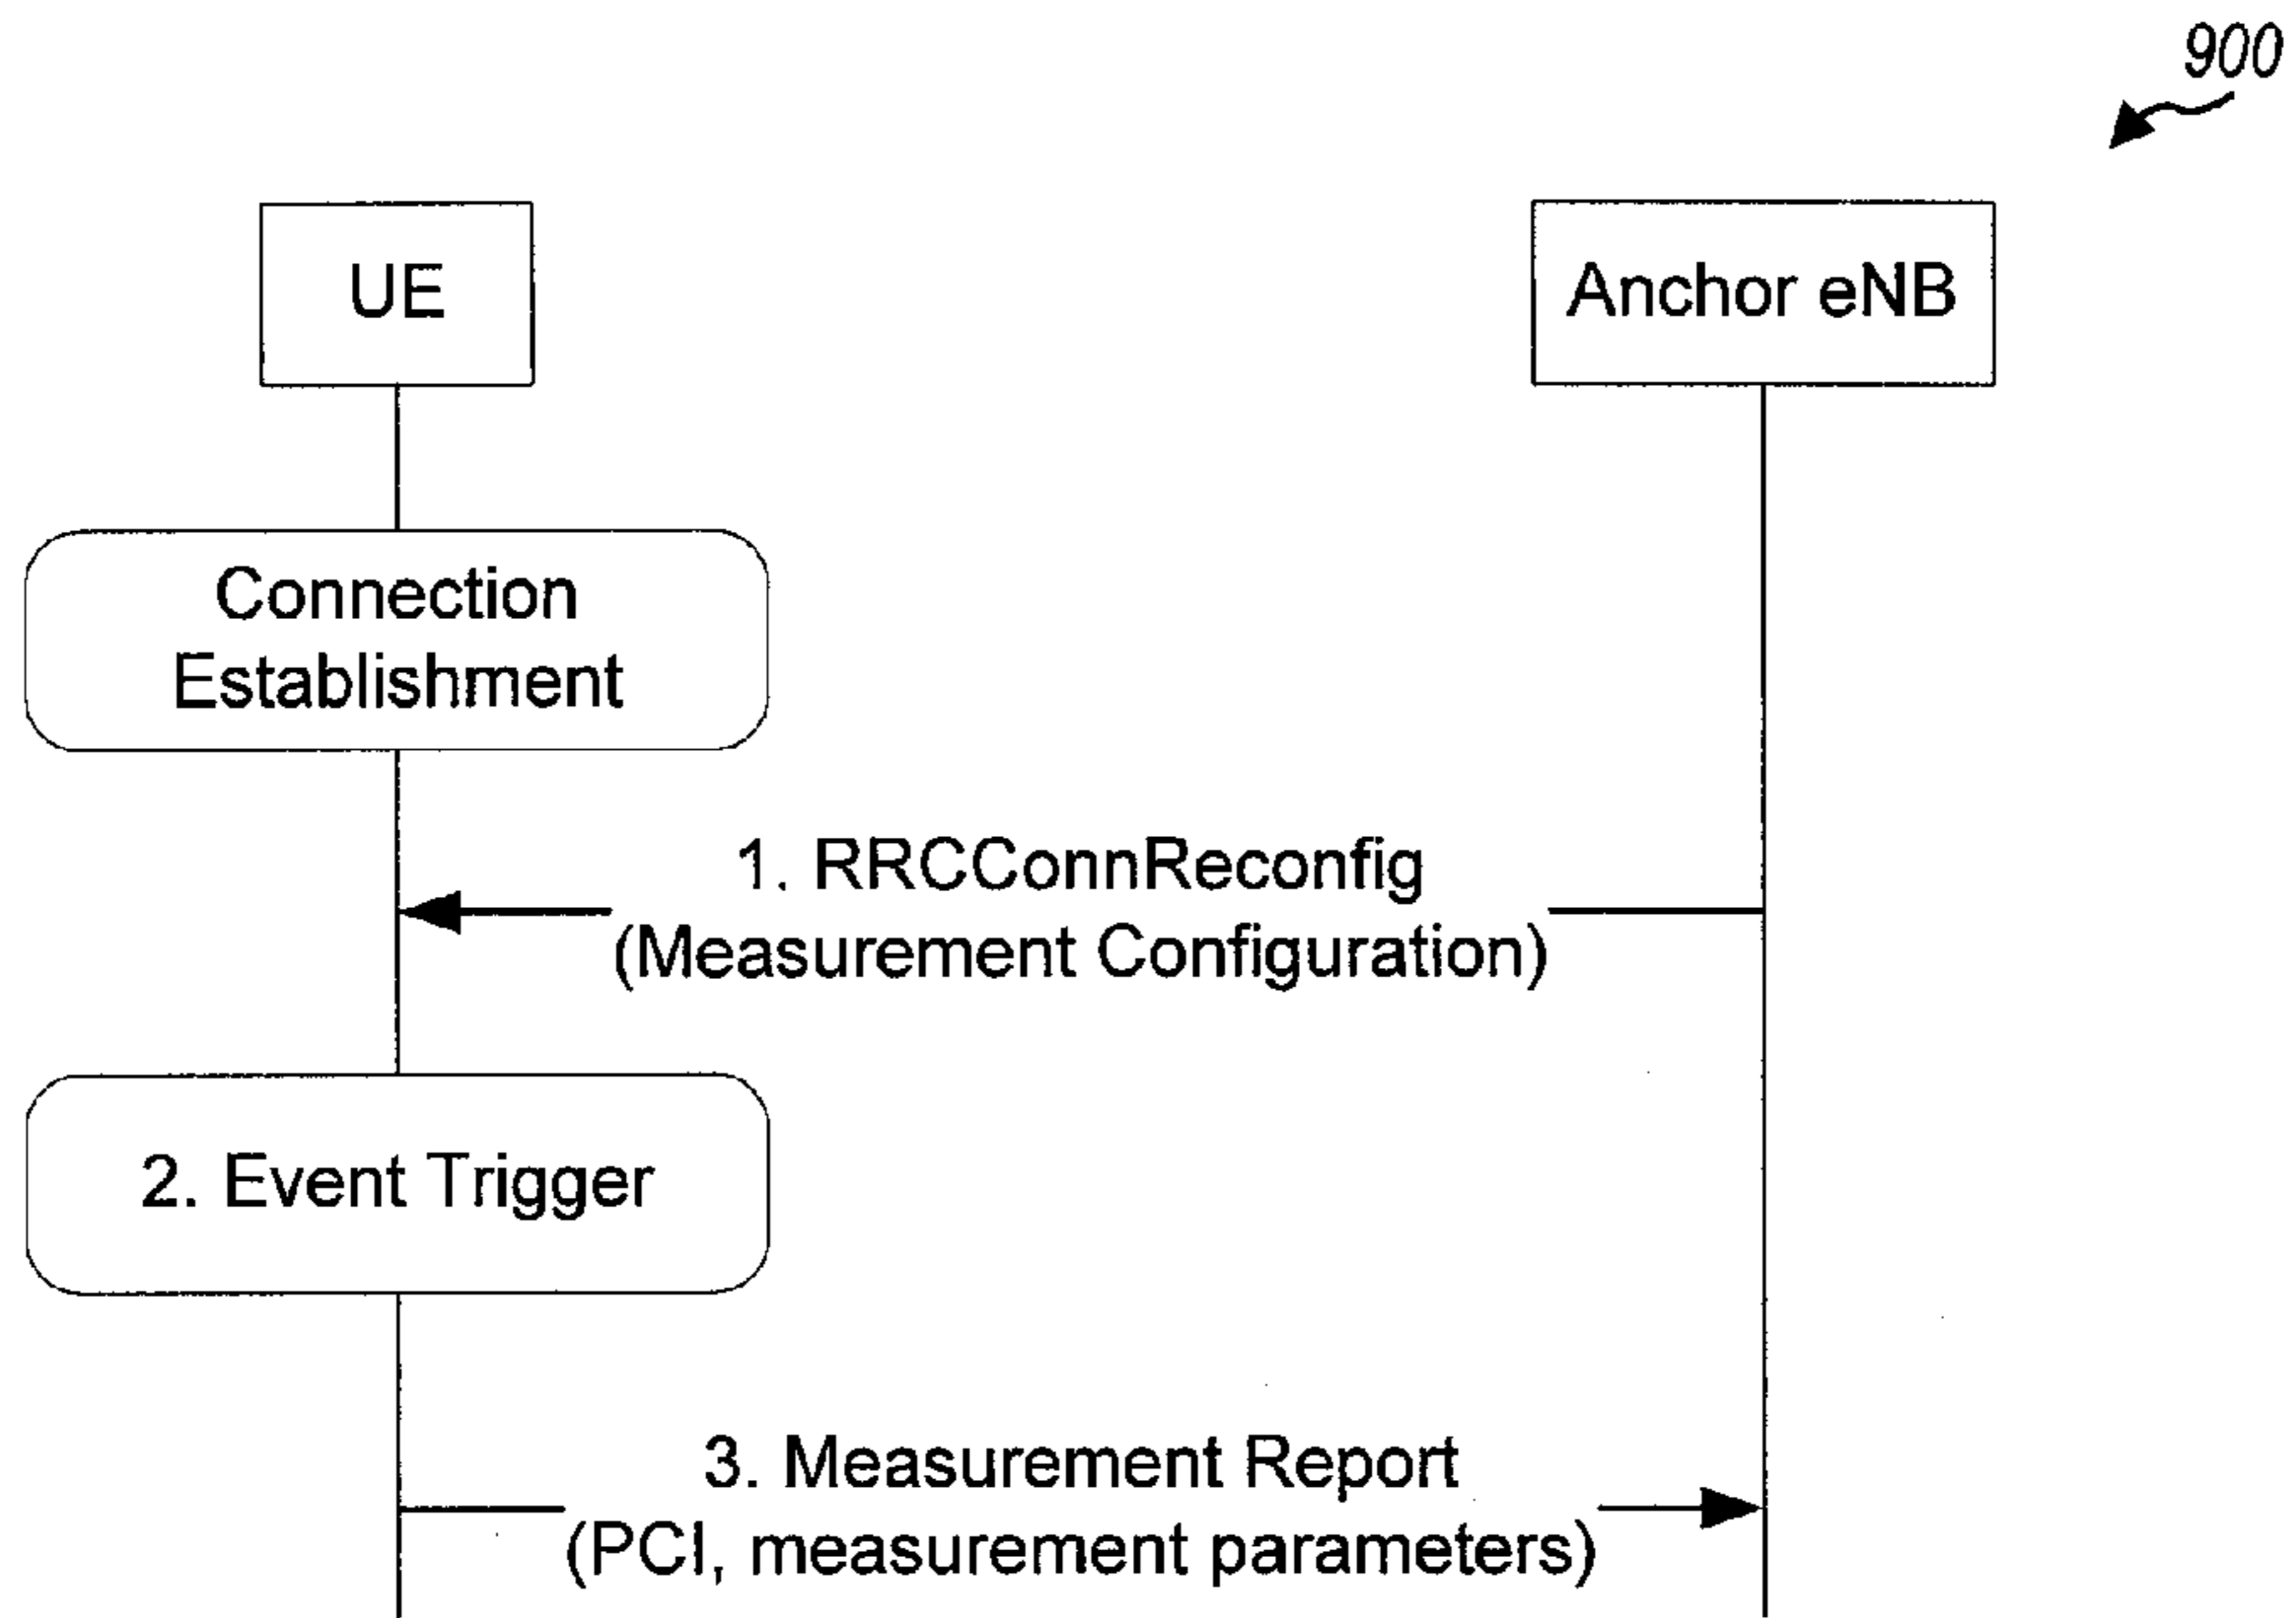 900
UE
Anchor eNB
Connection
Establishment
1. RRCConnReconfig
(Measurement Configuration)
2. Event Trigger
3. Measurement Report
(PCI, measurement parameters)